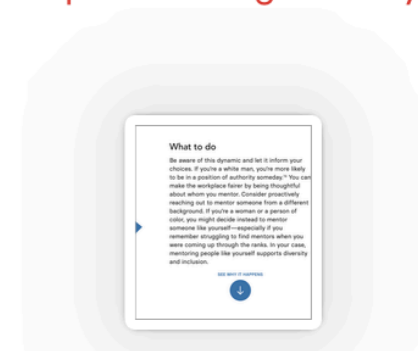 What to do
Be aware of this dynamic and let it inform your
choices. If you're a white man, you're more likely
to be in a position of authority someday.¹⁴ You can
make the workplace fairer by being thoughtful
about whom you mentor. Consider proactively
reaching out to mentor someone from a different
background. If you're a woman or a person of
color, you might decide instead to mentor
someone like yourself—especially if you
remember struggling to find mentors when you
were coming up through the ranks. In your case,
mentoring people like yourself supports diversity
and inclusion.
SEE WHY IT HAPPENS